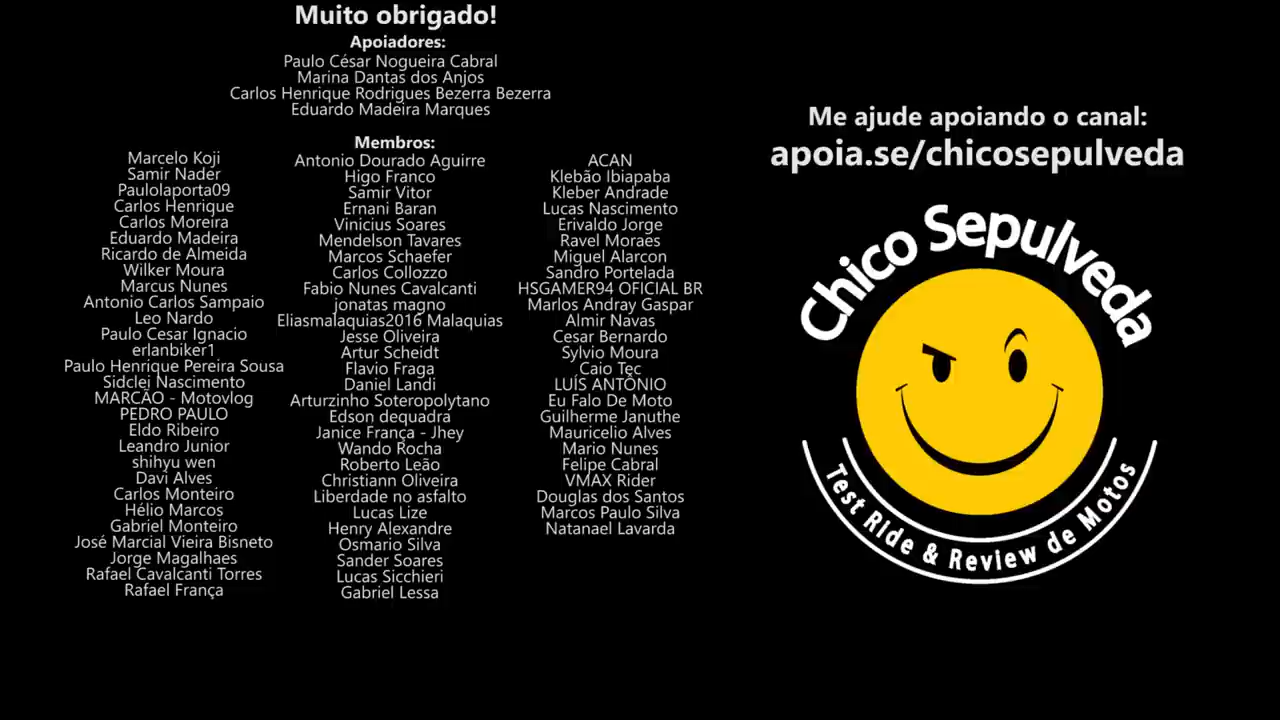 Muito obrigado!
Apoiadores:
Paulo César Nogueira Cabral
Marina Dantas dos Anjos
Carlos Henrique Rodrigues Bezerra Bezerra
Eduardo Madeira Marques
Membros:
Marcelo Koji
Samir Nader
Paulolaporta09
Carlos Henrique
Carlos Moreira
Eduardo Madeira
Ricardo de Almeida
Wilker Moura
Marcus Nunes
Antonio Carlos Sampaio
Leo Nardo
Paulo Cesar Ignacio
erlanbiker1
Paulo Henrique Pereira Sousa
Sidclei Nascimento
MARCÃO - Motovlog
PEDRO PAULO
Eldo Ribeiro
Leandro Junior
shihyu wen
Davi Alves
Carlos Monteiro
Hélio Marcos
Gabriel Monteiro
José Marcial Vieira Bisneto
Jorge Magalhaes
Rafael Cavalcanti Torres
Rafael França
Antonio Dourado Aguirre
Higo Franco
Samir Vitor
Ernani Baran
Vinicius Soares
Mendelson Tavares
Marcos Schaefer
Carlos Collozzo
Fabio Nunes Cavalcanti
jonatas magno
Eliasmalaquias2016 Malaquias
Jesse Oliveira
Artur Scheidt
Flavio Fraga
Daniel Landi
Arturzinho Soteropolytano
Edson dequadra
Janice França - Jhey
Wando Rocha
Roberto Leão
Christiann Oliveira
Liberdade no asfalto
Lucas Lize
Henry Alexandre
Osmario Silva
Sander Soares
Lucas Sicchieri
Gabriel Lessa
ACAN
Klebão Ibiapaba
Kleber Andrade
Lucas Nascimento
Erivaldo Jorge
Ravel Moraes
Miguel Alarcon
Sandro Portelada
HSGAMER94 OFICIAL BR
Marlos Andray Gaspar
Almir Navas
Cesar Bernardo
Sylvio Moura
Caio Tec
LUÍS ANTÔNIO
Eu Falo De Moto
Guilherme Januthe
Mauricelio Alves
Mario Nunes
Felipe Cabral
VMAX Rider
Douglas dos Santos
Marcos Paulo Silva
Natanael Lavarda
Me ajude apoiando o canal:
apoia.se/chicosepulveda
Chico Sepulveda
Test Ride & Review de Motos